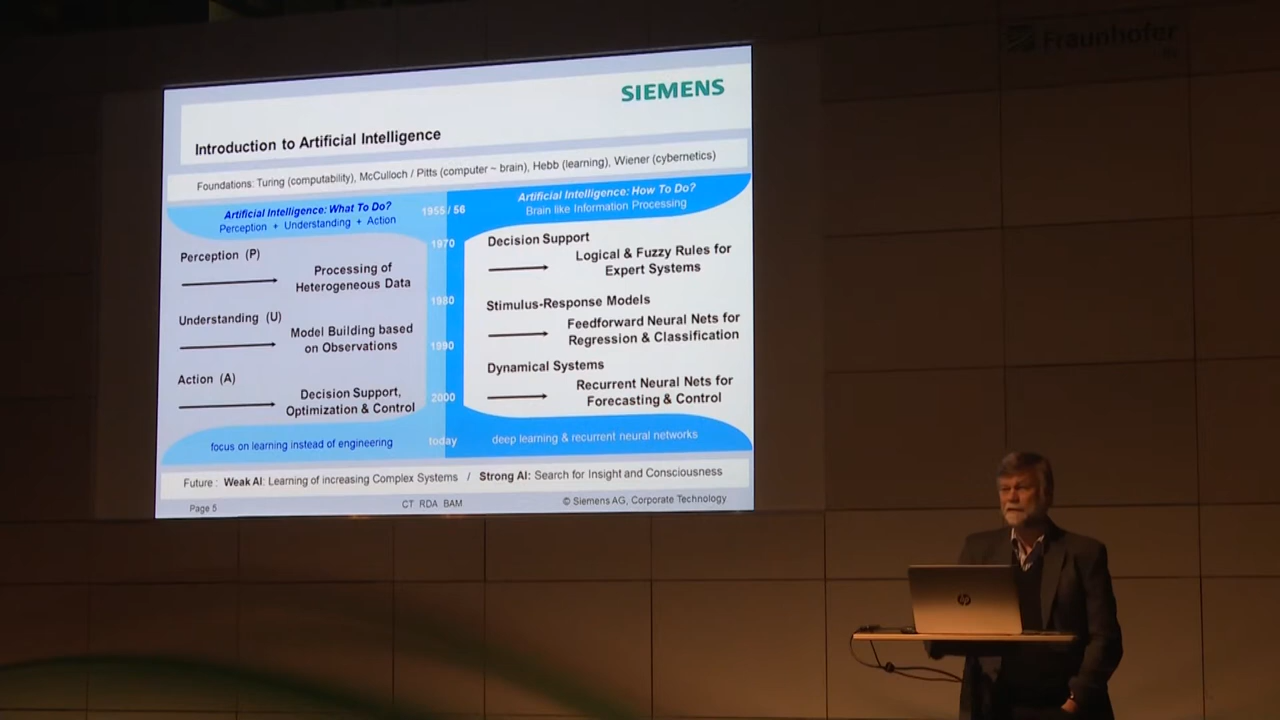 Fraunhofer
SIEMENS
Introduction to Artificial Intelligence
Foundations: Turing (computability), McCulloch / Pitts (computer ~ brain), Hebb (learning), Wiener (cybernetics)
Artificial Intelligence: What To Do?
Perception + Understanding + Action
1955 / 56
Artificial Intelligence: How To Do?
Brain like Information Processing
Perception (P)
Processing of
Heterogeneous Data
Understanding (U)
Model Building based
on Observations
Action (A)
Decision Support,
Optimization & Control
1970
1980
1990
2000
Decision Support
Logical & Fuzzy Rules for
Expert Systems
Stimulus-Response Models
Feedforward Neural Nets for
Regression & Classification
Dynamical Systems
Recurrent Neural Nets for
Forecasting & Control
focus on learning instead of engineering
today
deep learning & recurrent neural networks
Future : Weak AI: Learning of increasing Complex Systems / Strong AI: Search for Insight and Consciousness
Page 5
CT RDA BAM
© Siemens AG, Corporate Technology
hp